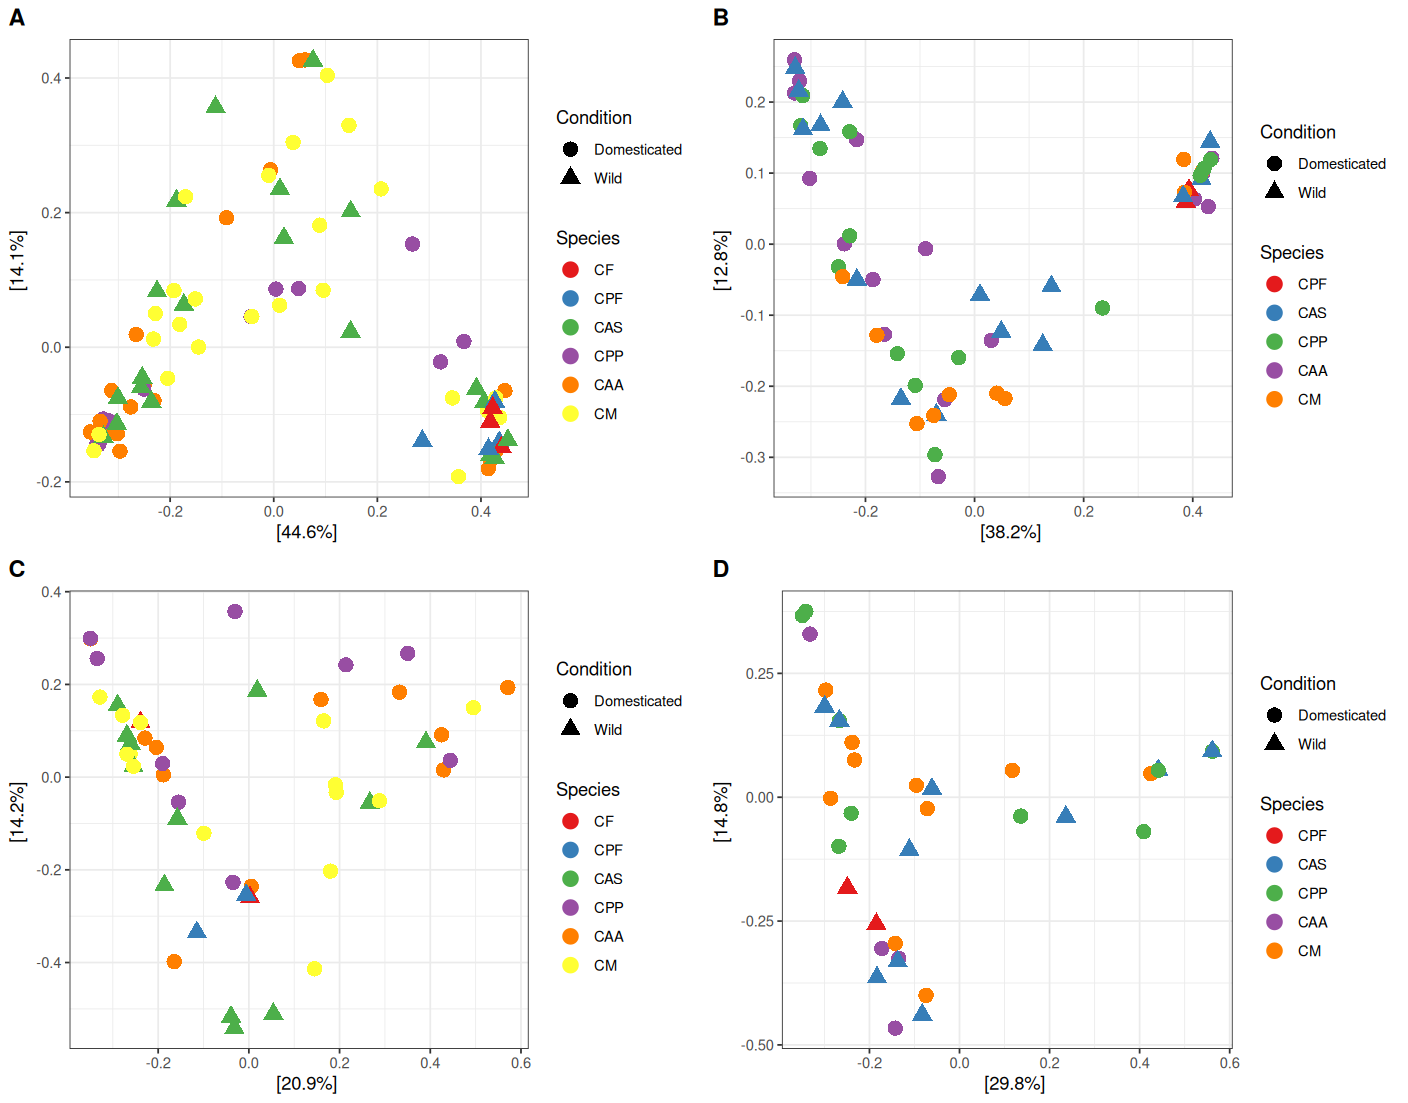 A
0.4
0.2
0.0
-0.2
[14.1%]
-0.2
0.0
0.2
0.4
[44.6%]
Condition
Domesticated
Wild
Species
CF
CPF
CAS
CPP
CAA
CM
B
0.2
0.1
0.0
-0.1
-0.2
-0.3
[12.8%]
-0.2
0.0
0.2
0.4
[38.2%]
Condition
Domesticated
Wild
Species
CPF
CAS
CPP
CAA
CM
C
0.4
0.2
0.0
-0.2
-0.4
[14.2%]
-0.2
0.0
0.2
0.4
0.6
[20.9%]
Condition
Domesticated
Wild
Species
CF
CPF
CAS
CPP
CAA
CM
D
0.25
0.00
-0.25
-0.50
[14.8%]
-0.2
0.0
0.2
0.4
0.6
[29.8%]
Condition
Domesticated
Wild
Species
CPF
CAS
CPP
CAA
CM